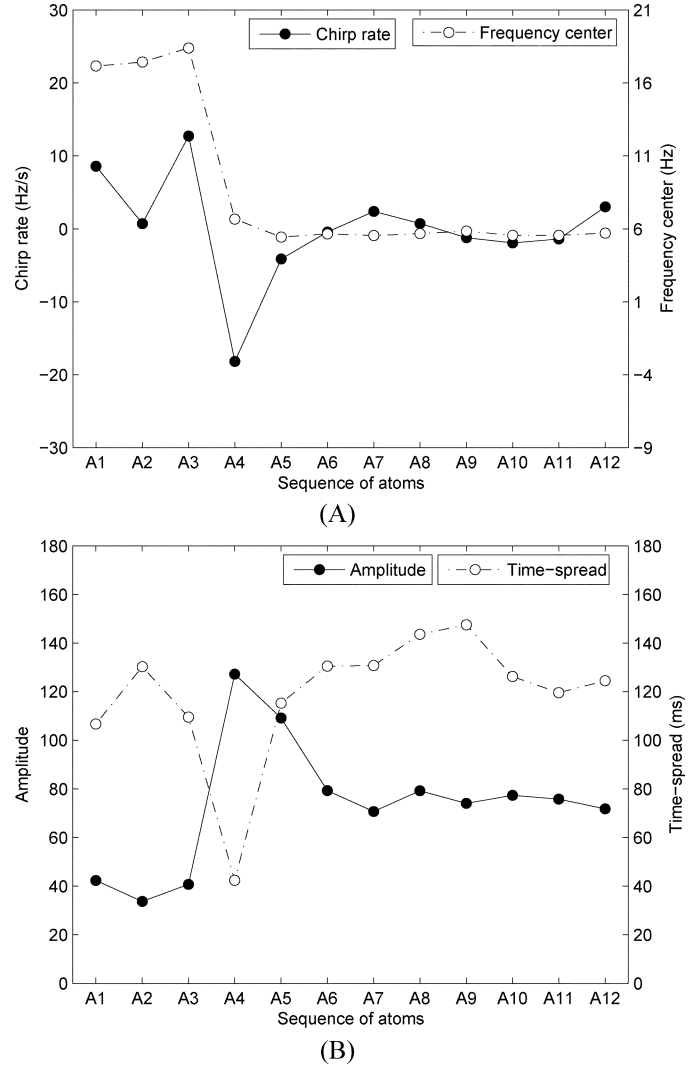 30 21
Chirp rate Frequency center
20 16
10 11
0 6
−10 1
−20 −4
−30 −9
Chirp rate (Hz/s)
Frequency center (Hz)
A1 A2 A3 A4 A5 A6 A7 A8 A9 A10 A11 A12
Sequence of atoms
(A)
180 180
Amplitude Time−spread
160 160
140 140
120 120
100 100
80 80
60 60
40 40
20 20
0 0
Amplitude
Time−spread (ms)
A1 A2 A3 A4 A5 A6 A7 A8 A9 A10 A11 A12
Sequence of atoms
(B)